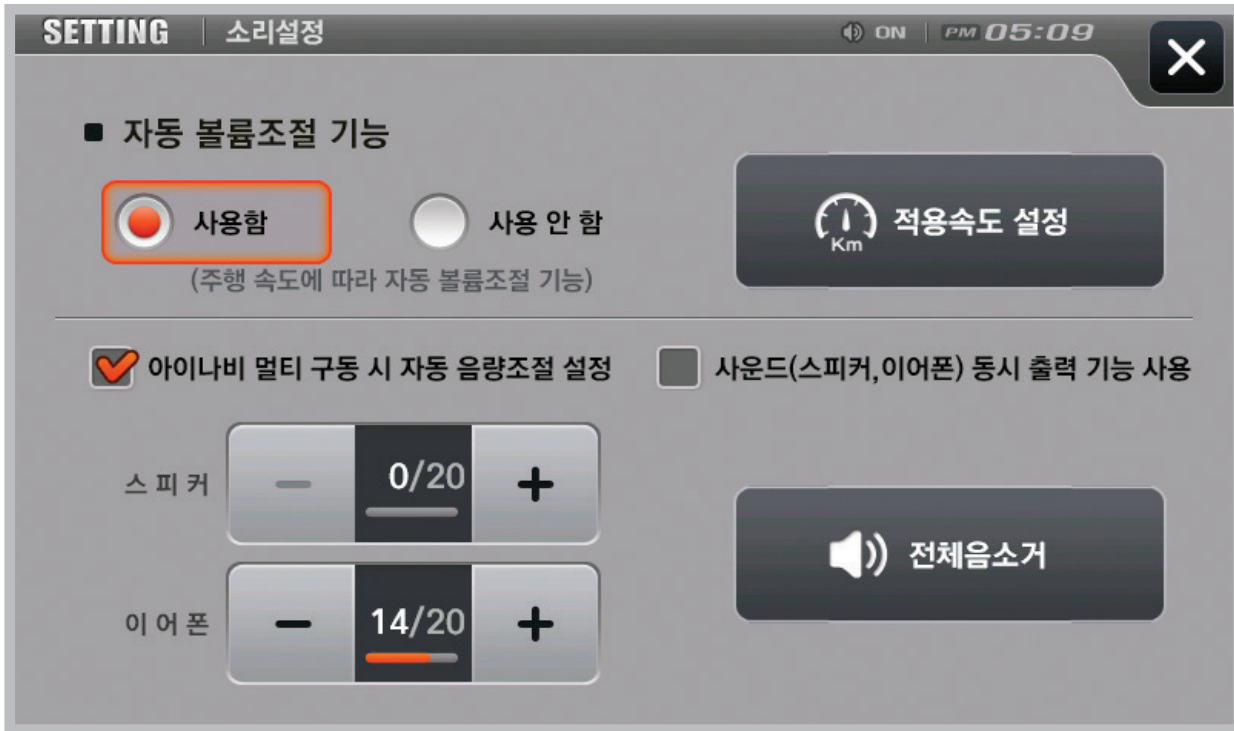 SETTING 소리설정 ON PM 05:09
자동 볼륨조절 기능
사용함 사용 안 함
(주행 속도에 따라 자동 볼륨조절 기능)
Km 적용속도 설정
아이나비 멀티 구동 시 자동 음량조절 설정
사운드(스피커,이어폰) 동시 출력 기능 사용
스피커 - 0/20 +
이어폰 - 14/20 +
전체음소거